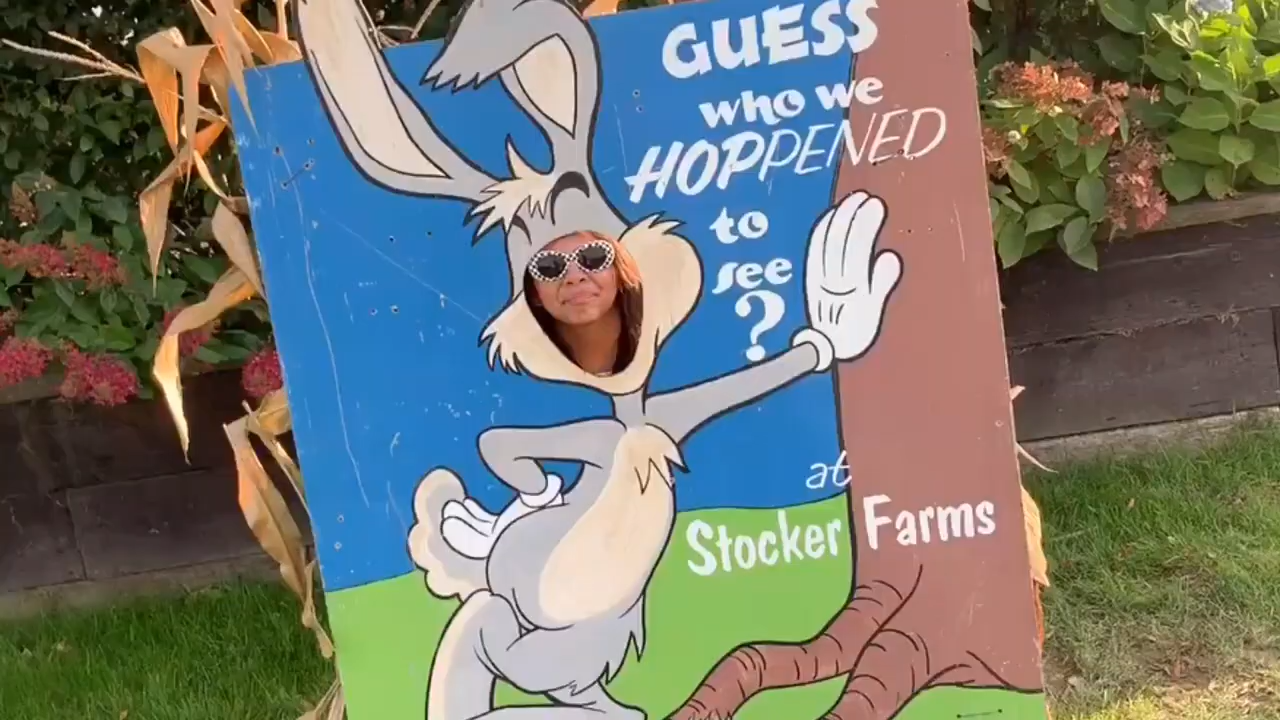 GUESS
who we
HOPPENED
to
see
?
at
Stocker Farms